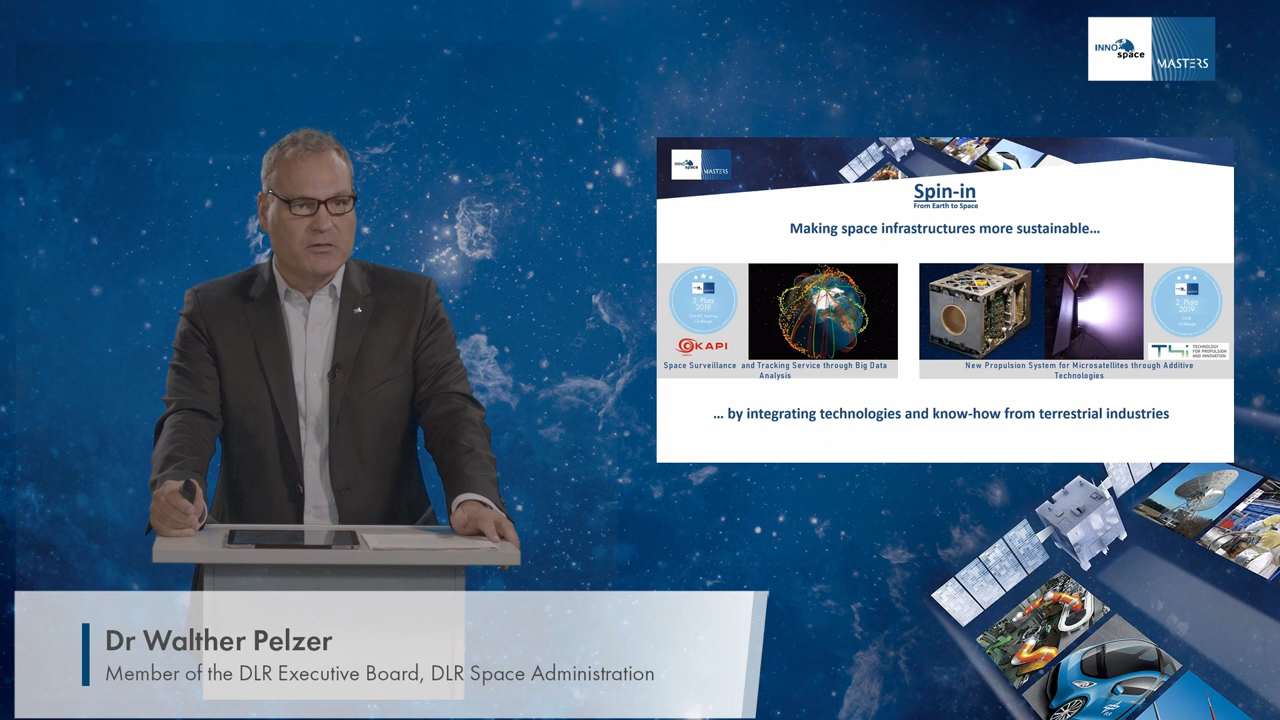 INNO
space
MASTERS
INNO
space
MASTERS
Spin-in
From Earth to Space
Making space infrastructures more sustainable…
2. Platz
2019
Challenge
OKAPI
2. Platz
2019
DLR
Challenge
T4i
TECHNOLOGY
FOR PROPULSION
AND INNOVATION
Space Surveillance and Tracking Service through Big Data
Analysis
New Propulsion System for Microsatellites through Additive
Technologies
… by integrating technologies and know-how from terrestrial industries
Dr Walther Pelzer
Member of the DLR Executive Board, DLR Space Administration